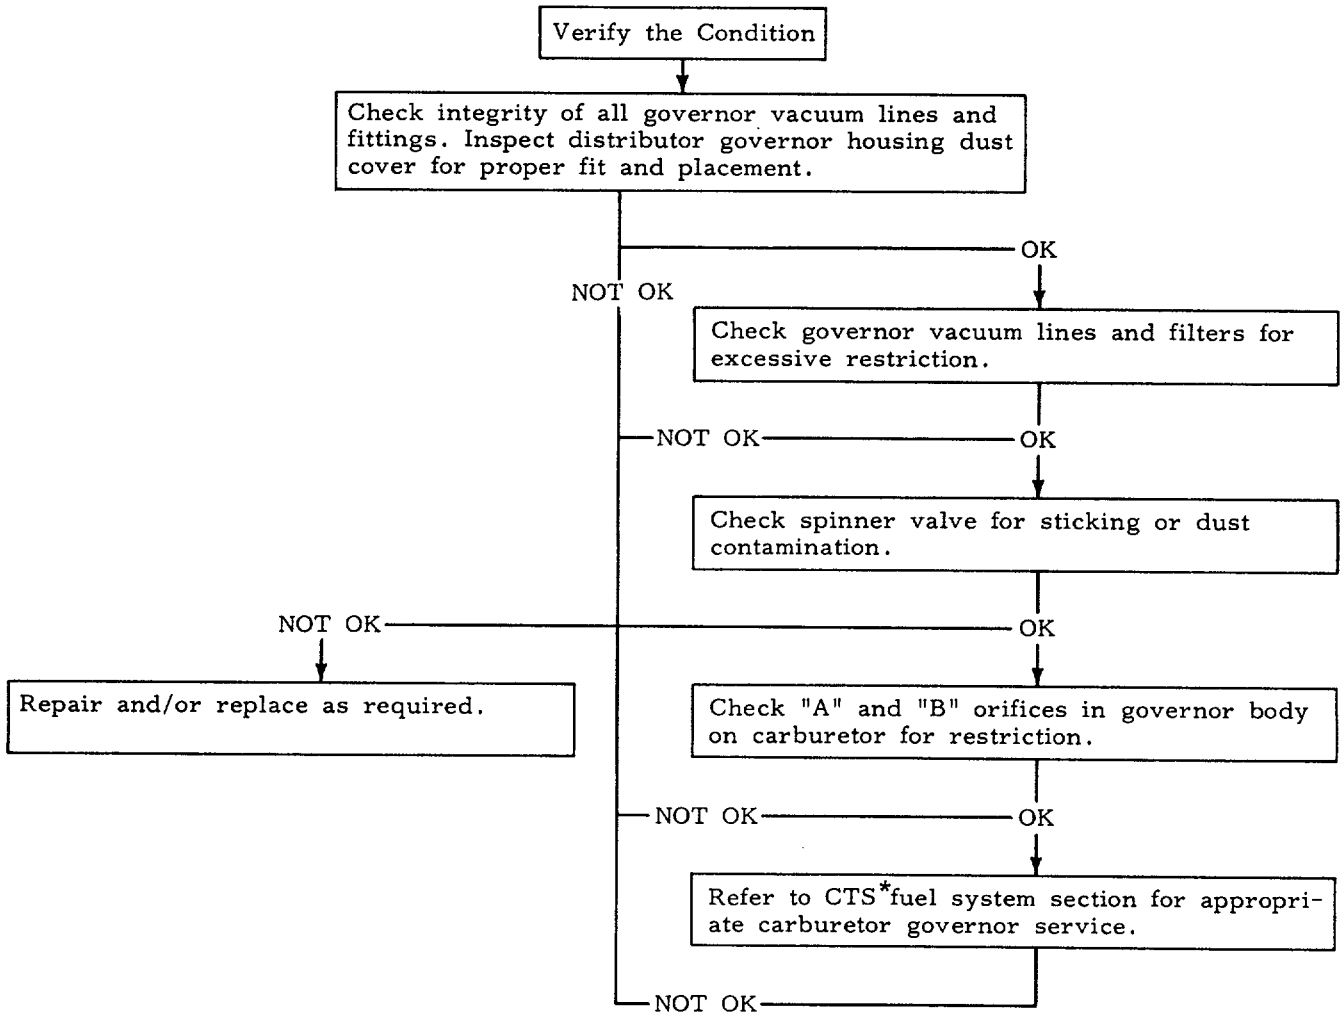 Verify the Condition
Check integrity of all governor vacuum lines and
fittings. Inspect distributor governor housing dust
cover for proper fit and placement.
OK
NOT OK
Check governor vacuum lines and filters for
excessive restriction.
NOT OK
OK
Check spinner valve for sticking or dust
contamination.
NOT OK
OK
Repair and/or replace as required.
Check "A" and "B" orifices in governor body
on carburetor for restriction.
NOT OK
OK
Refer to CTS*fuel system section for appropri-
ate carburetor governor service.
NOT OK